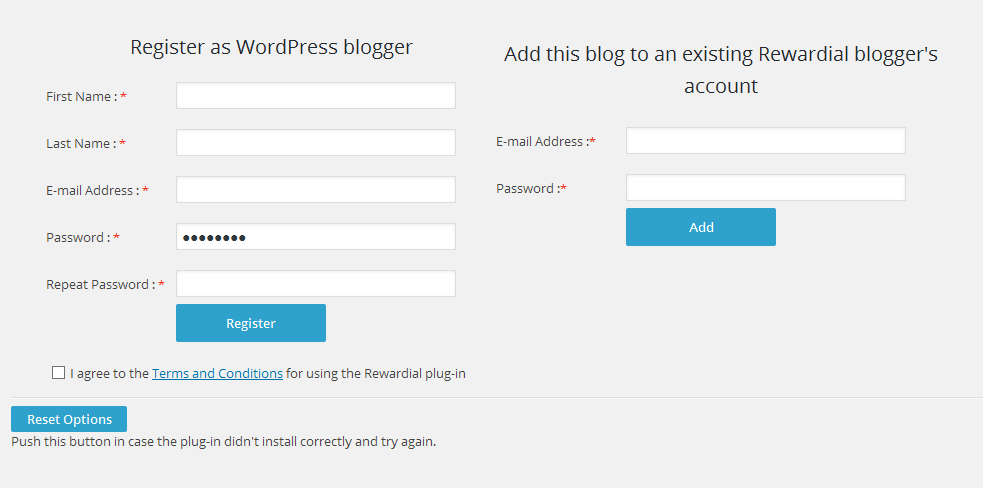 Register as WordPress blogger
First Name : *
Last Name : *
E-mail Address : *
Password : * ●●●●●●●●
Repeat Password : *
Register
I agree to the Terms and Conditions for using the Rewardial plug-in
Add this blog to an existing Rewardial blogger's
account
E-mail Address :*
Password :*
Add
Reset Options
Push this button in case the plug-in didn't install correctly and try again.